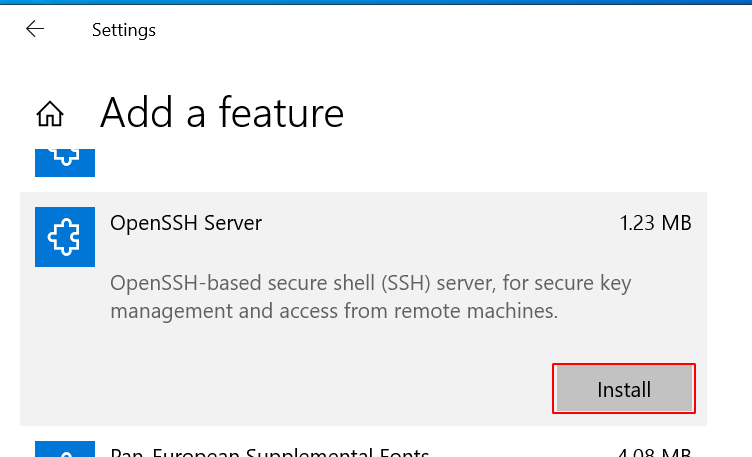 Settings
Add a feature
OpenSSH Server 1.23 MB
OpenSSH-based secure shell (SSH) server, for secure key
management and access from remote machines.
Install
Pan-European Supplemental Fonts 4.08 MB